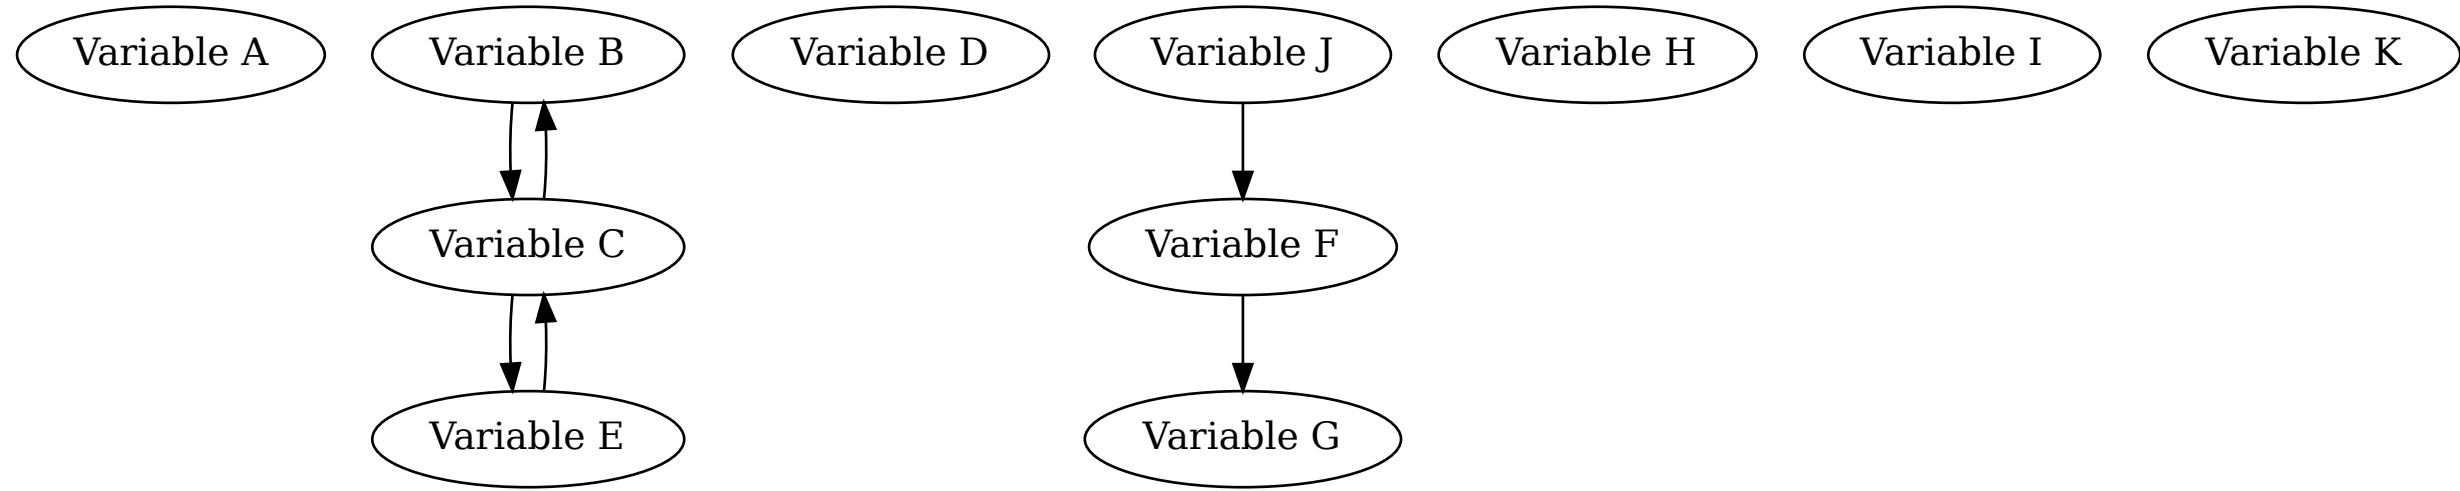 Variable A
Variable B
Variable D
Variable J
Variable H
Variable I
Variable K
Variable C
Variable F
Variable E
Variable G